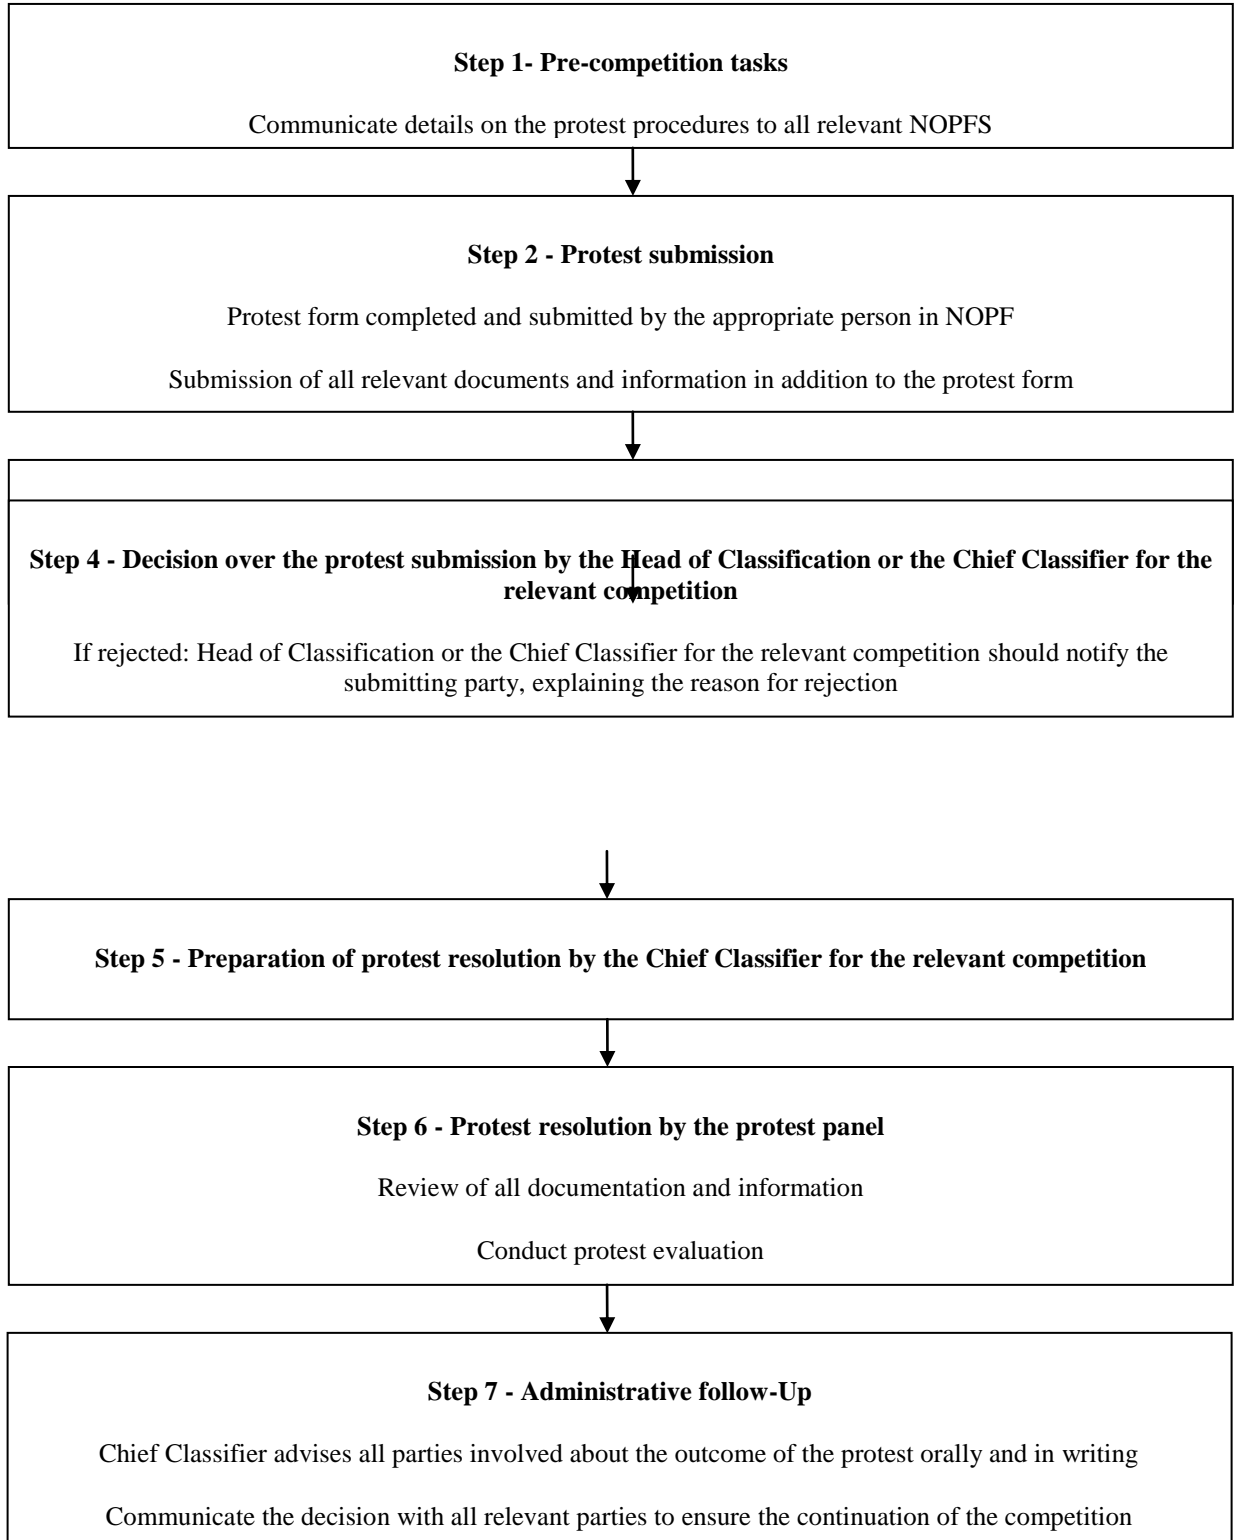 Step 1- Pre-competition tasks
Communicate details on the protest procedures to all relevant NOPFS
Step 2 - Protest submission
Protest form completed and submitted by the appropriate person in NOPF
Submission of all relevant documents and information in addition to the protest form
Step 4 - Decision over the protest submission by the Head of Classification or the Chief Classifier for the
relevant competition
If rejected: Head of Classification or the Chief Classifier for the relevant competition should notify the
submitting party, explaining the reason for rejection
Step 5 - Preparation of protest resolution by the Chief Classifier for the relevant competition
Step 6 - Protest resolution by the protest panel
Review of all documentation and information
Conduct protest evaluation
Step 7 - Administrative follow-Up
Chief Classifier advises all parties involved about the outcome of the protest orally and in writing
Communicate the decision with all relevant parties to ensure the continuation of the competition